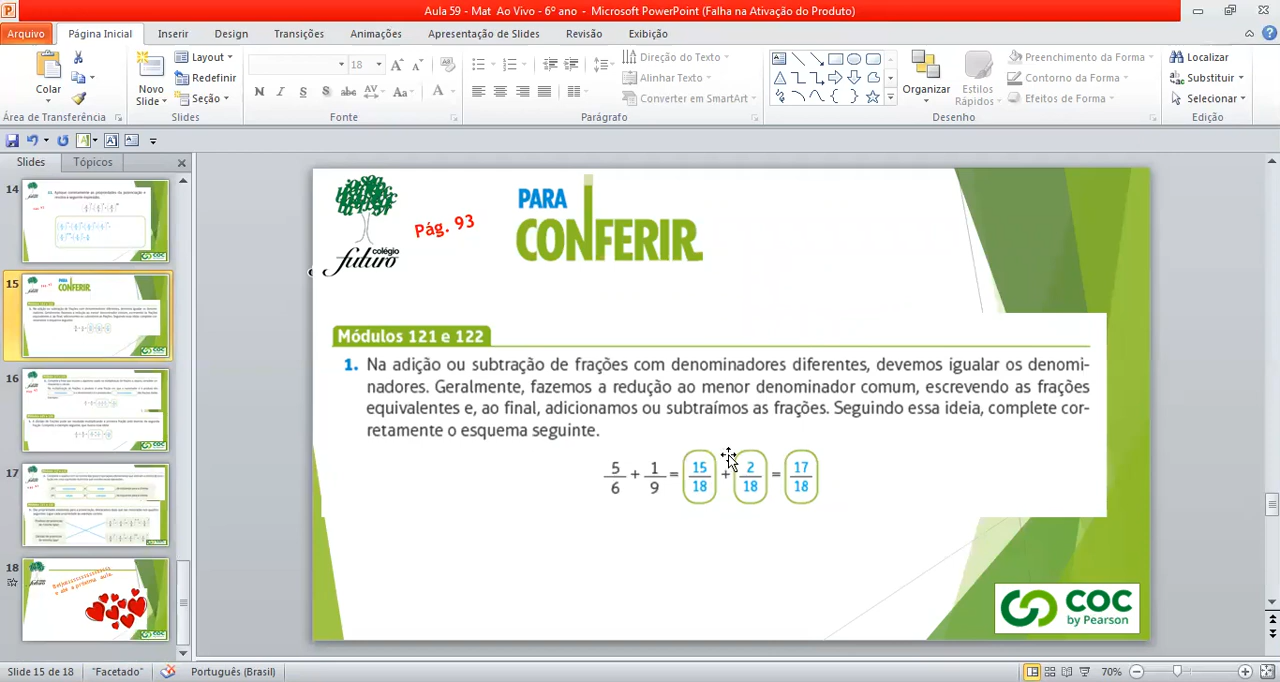 Aula 59 - Mat Ao Vivo - 6º ano - Microsoft PowerPoint (Falha na Ativação do Produto)
Arquivo Página Inicial Inserir Design Transições Animações Apresentação de Slides Revisão Exibição
Colar
Área de Transferência
Novo Slide
Layout
Redefinir
Seção
Slides
18
Fonte
Direção do Texto
Alinhar Texto
Converter em SmartArt
Parágrafo
Organizar
Estilos Rápidos
Preenchimento da Forma
Contorno da Forma
Efeitos de Forma
Desenho
Localizar
Substituir
Selecionar
Edição
Slides Tópicos
14
15
16
17
18
colégio
futuro
Pág. 93
PARA
CONFERIR
Módulos 121 e 122
1. Na adição ou subtração de frações com denominadores diferentes, devemos igualar os denomi-
nadores. Geralmente, fazemos a redução ao menor denominador comum, escrevendo as frações
equivalentes e, ao final, adicionamos ou subtraímos as frações. Seguindo essa ideia, complete cor-
retamente o esquema seguinte.
5/6 + 1/9 = 15/18 + 2/18 = 17/18
COC
by Pearson
Slide 15 de 18 "Facetado" Português (Brasil) 70%